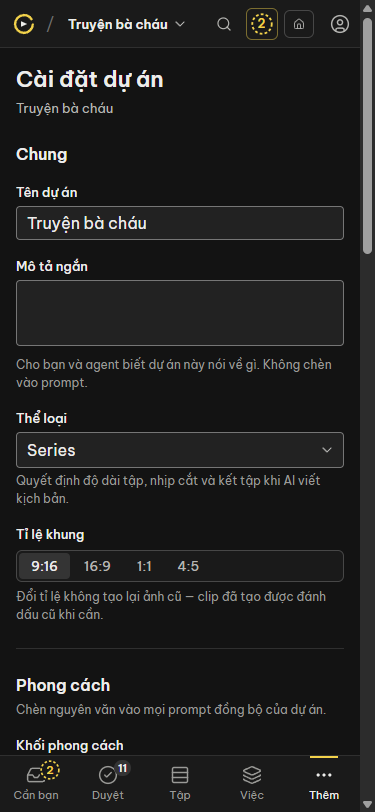 / Truyện bà cháu
2
Cài đặt dự án
Truyện bà cháu
Chung
Tên dự án
Truyện bà cháu
Mô tả ngắn
Cho bạn và agent biết dự án này nói về gì. Không chèn
vào prompt.
Thể loại
Series
Quyết định độ dài tập, nhịp cắt và kết tập khi AI viết
kịch bản.
Tỉ lệ khung
9:16 16:9 1:1 4:5
Đổi tỉ lệ không tạo lại ảnh cũ — clip đã tạo được đánh
dấu cũ khi cần.
Phong cách
Chèn nguyên văn vào mọi prompt đồng bộ của dự án.
Khối phong cách
2 11
Cần bạn Duyệt Tập Việc Thêm